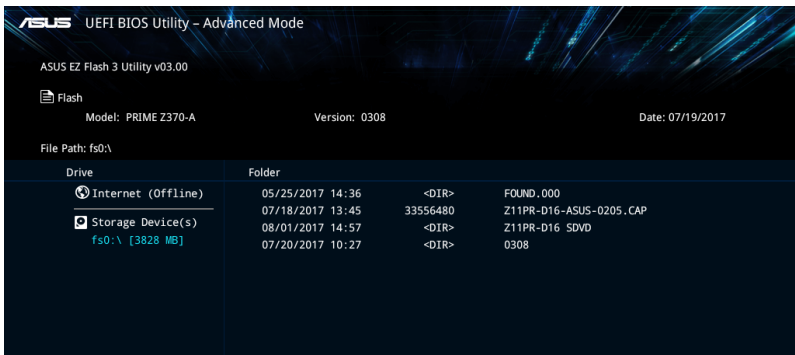 ASUS UEFI BIOS Utility – Advanced Mode
ASUS EZ Flash 3 Utility v03.00
Flash
Model: PRIME Z370-A Version: 0308 Date: 07/19/2017
File Path: fs0:\
Drive Folder
Internet (Offline) 05/25/2017 14:36 <DIR> FOUND.000
07/18/2017 13:45 33556480 Z11PR-D16-ASUS-0205.CAP
Storage Device(s) 08/01/2017 14:57 <DIR> Z11PR-D16 SDVD
fs0:\ [3828 MB] 07/20/2017 10:27 <DIR> 0308